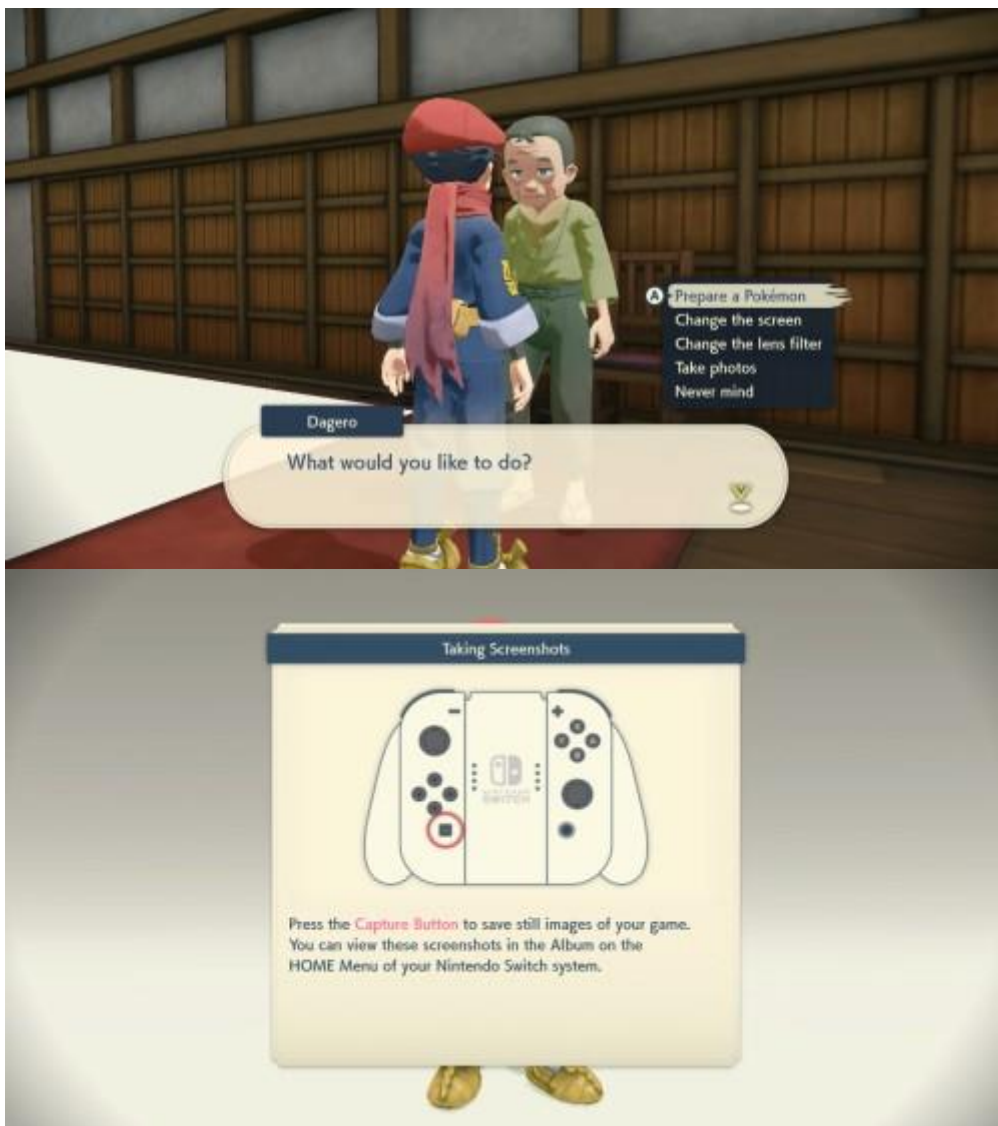 A Prepare a Pokémon
Change the screen
Change the lens filter
Take photos
Never mind
Dagero
What would you like to do?
Taking Screenshots
NINTENDO
SWITCH
Press the Capture Button to save still images of your game.
You can view these screenshots in the Album on the
HOME Menu of your Nintendo Switch system.